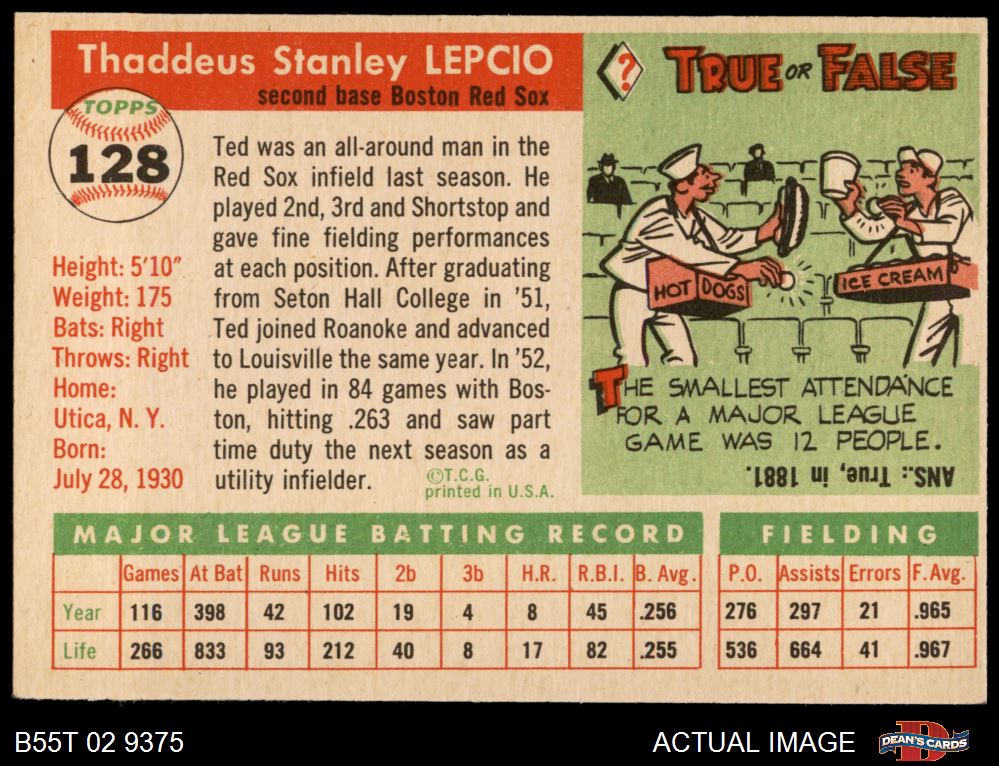 Thaddeus Stanley LEPCIO
second base Boston Red Sox
TOPPS
128
Height: 5'10"
Weight: 175
Bats: Right
Throws: Right
Home:
Utica, N. Y.
Born:
July 28, 1930
Ted was an all-around man in the
Red Sox infield last season. He
played 2nd, 3rd and Shortstop and
gave fine fielding performances
at each position. After graduating
from Seton Hall College in '51,
Ted joined Roanoke and advanced
to Louisville the same year. In '52,
he played in 84 games with Bos-
ton, hitting .263 and saw part
time duty the next season as a
utility infielder.
©T.C.G.
printed in U.S.A.
?
TRUE OR FALSE
HOT DOGS
ICE CREAM
THE SMALLEST ATTENDANCE
FOR A MAJOR LEAGUE
GAME WAS 12 PEOPLE.
ANS.: True, in 1881.
MAJOR LEAGUE BATTING RECORD
Games At Bat Runs Hits 2b 3b H.R. R.B.I. B. Avg.
Year 116 398 42 102 19 4 8 45 .256
Life 266 833 93 212 40 8 17 82 .255
FIELDING
P.O. Assists Errors F. Avg.
276 297 21 .965
536 664 41 .967
B55T 02 9375
ACTUAL IMAGE
DEAN'S CARDS